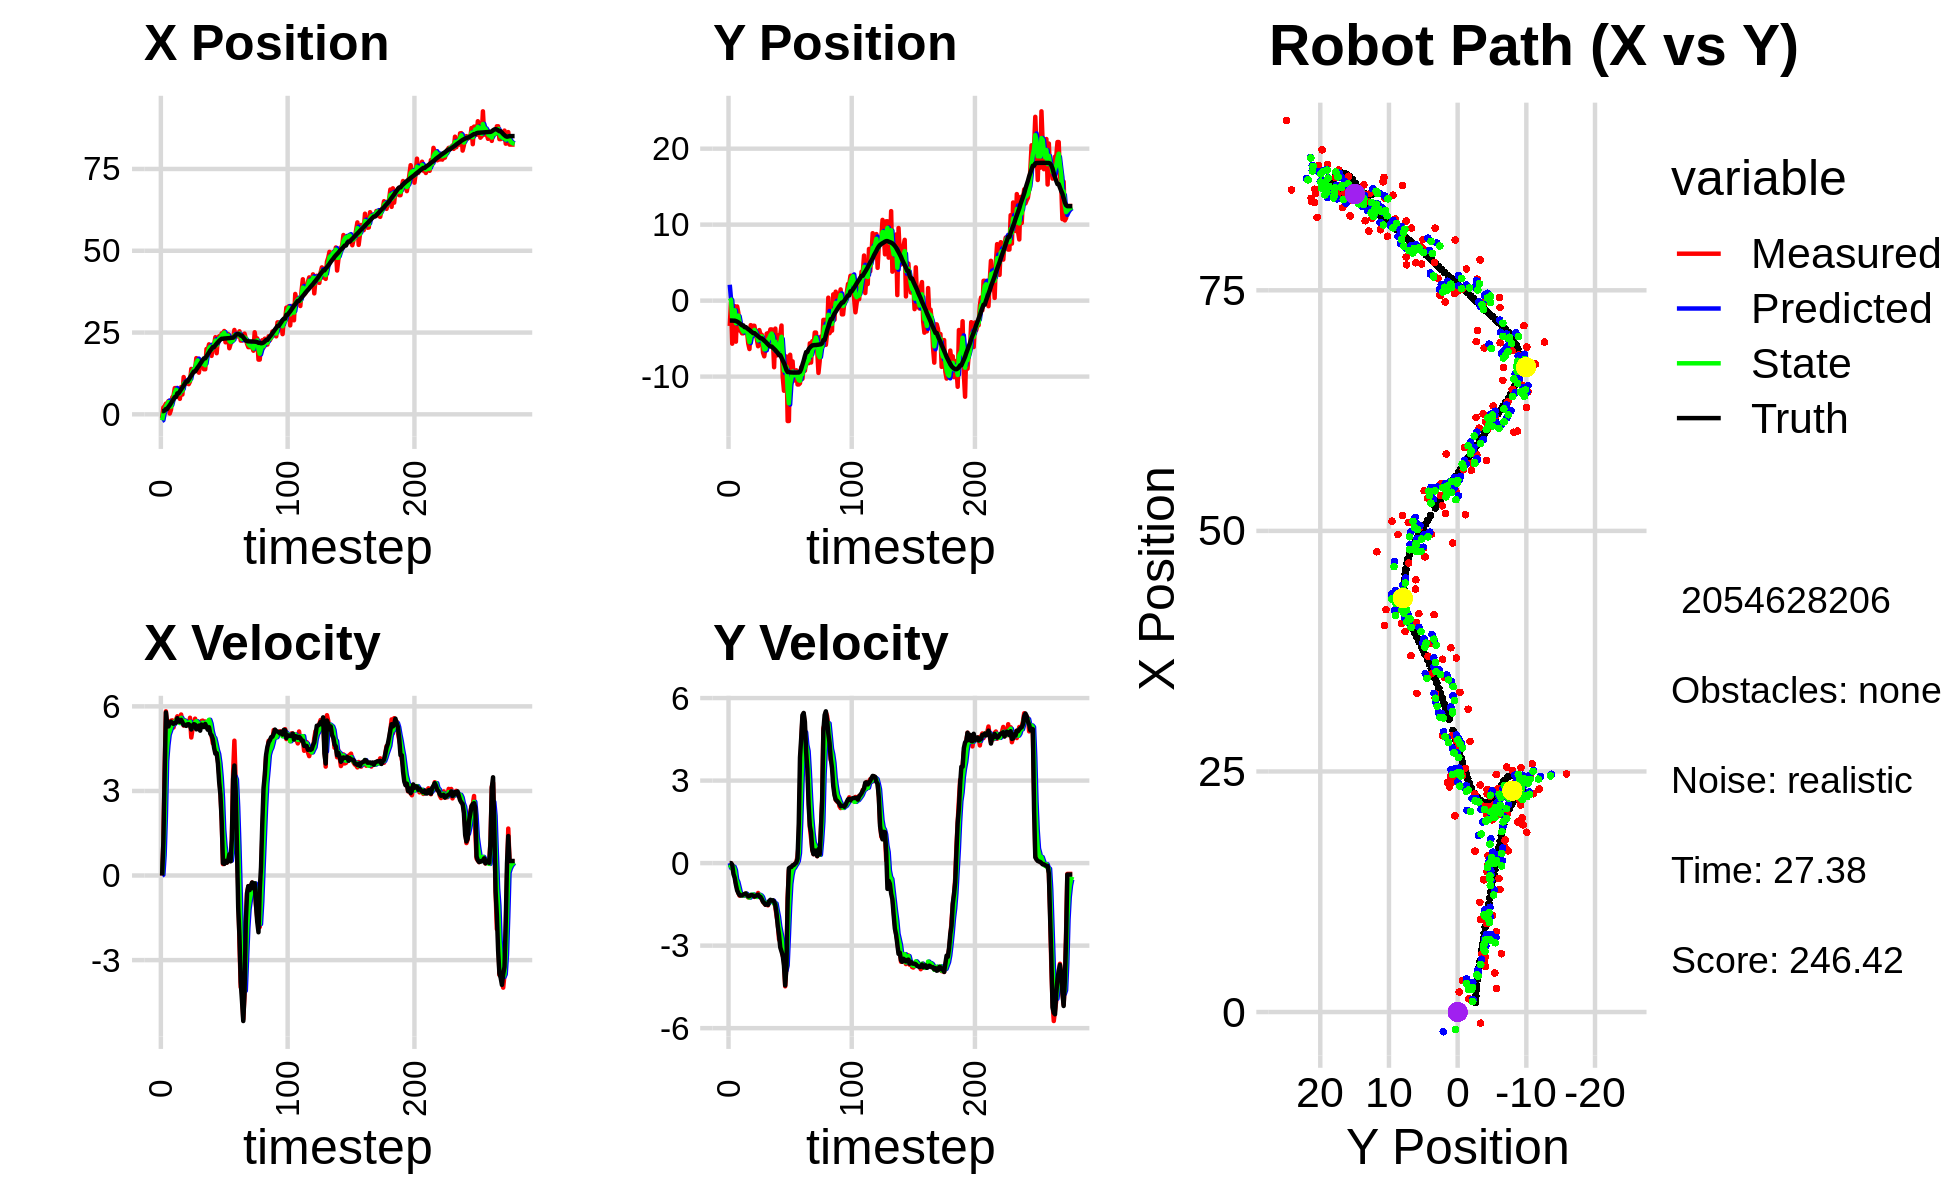 X Position
75
50
25
0
0
100
200
timestep
Y Position
20
10
0
-10
0
100
200
timestep
X Velocity
6
3
0
-3
0
100
200
timestep
Y Velocity
6
3
0
-3
-6
0
100
200
timestep
Robot Path (X vs Y)
X Position
75
50
25
0
20 10 0 -10 -20
Y Position
variable
Measured
Predicted
State
Truth
2054628206
Obstacles: none
Noise: realistic
Time: 27.38
Score: 246.42